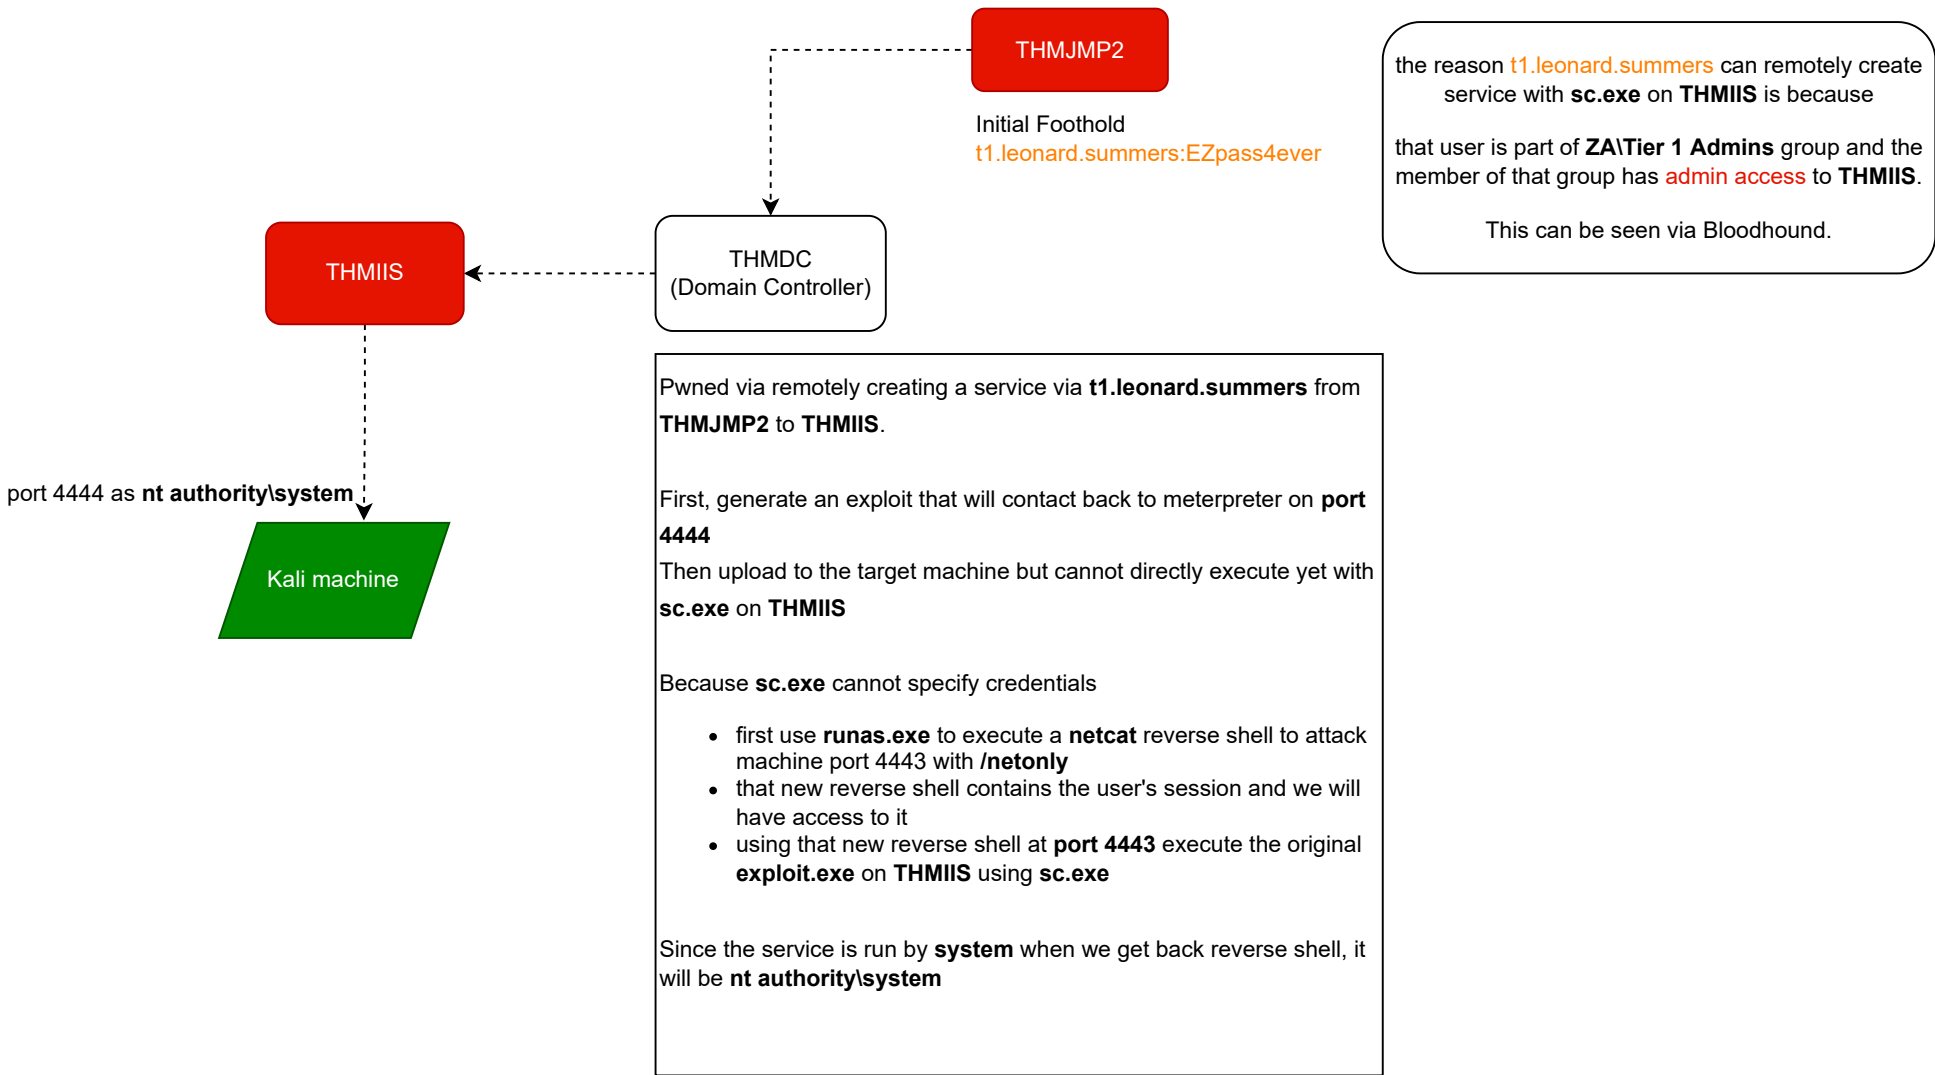 THMJMP2
Initial Foothold
t1.leonard.summers:EZpass4ever
the reason t1.leonard.summers can remotely create
service with sc.exe on THMIIS is because
that user is part of ZA\Tier 1 Admins group and the
member of that group has admin access to THMIIS.
This can be seen via Bloodhound.
THMIIS
THMDC
(Domain Controller)
port 4444 as nt authority\system
Kali machine
Pwned via remotely creating a service via t1.leonard.summers from
THMJMP2 to THMIIS.
First, generate an exploit that will contact back to meterpreter on port
4444
Then upload to the target machine but cannot directly execute yet with
sc.exe on THMIIS
Because sc.exe cannot specify credentials
• first use runas.exe to execute a netcat reverse shell to attack
machine port 4443 with /netonly
• that new reverse shell contains the user's session and we will
have access to it
• using that new reverse shell at port 4443 execute the original
exploit.exe on THMIIS using sc.exe
Since the service is run by system when we get back reverse shell, it
will be nt authority\system